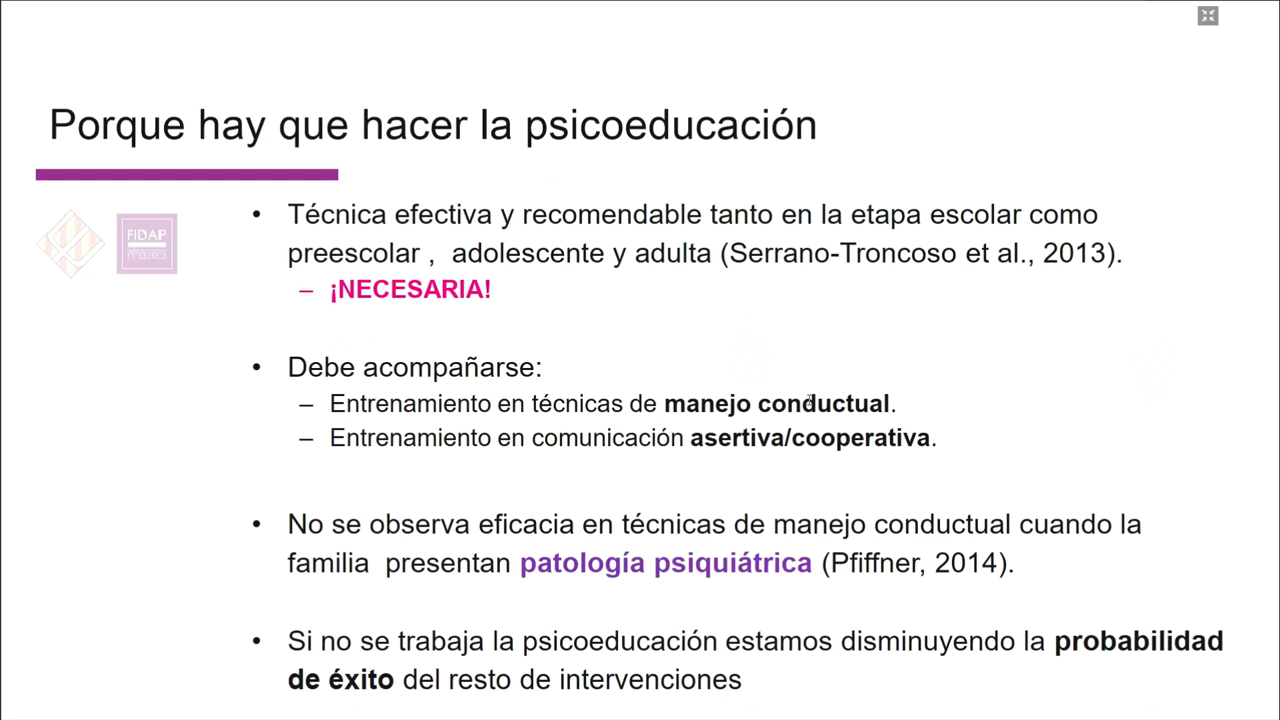 Porque hay que hacer la psicoeducación
FIDAP
• Técnica efectiva y recomendable tanto en la etapa escolar como
preescolar , adolescente y adulta (Serrano-Troncoso et al., 2013).
– ¡NECESARIA!
• Debe acompañarse:
– Entrenamiento en técnicas de manejo conductual.
– Entrenamiento en comunicación asertiva/cooperativa.
• No se observa eficacia en técnicas de manejo conductual cuando la
familia presentan patología psiquiátrica (Pfiffner, 2014).
• Si no se trabaja la psicoeducación estamos disminuyendo la probabilidad
de éxito del resto de intervenciones